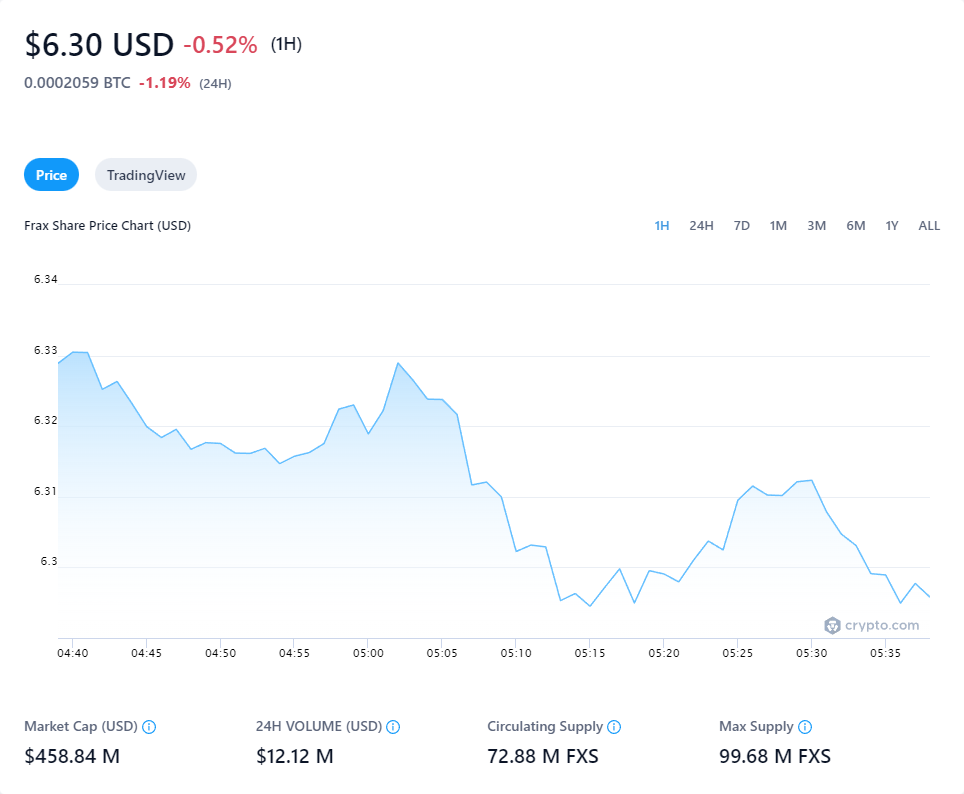 $6.30 USD -0.52% (1H)
0.0002059 BTC -1.19% (24H)
Price TradingView
Frax Share Price Chart (USD) 1H 24H 7D 1M 3M 6M 1Y ALL
6.34
6.33
6.32
6.31
6.3
crypto.com
04:40 04:45 04:50 04:55 05:00 05:05 05:10 05:15 05:20 05:25 05:30 05:35
Market Cap (USD) 24H VOLUME (USD) Circulating Supply Max Supply
$458.84 M $12.12 M 72.88 M FXS 99.68 M FXS